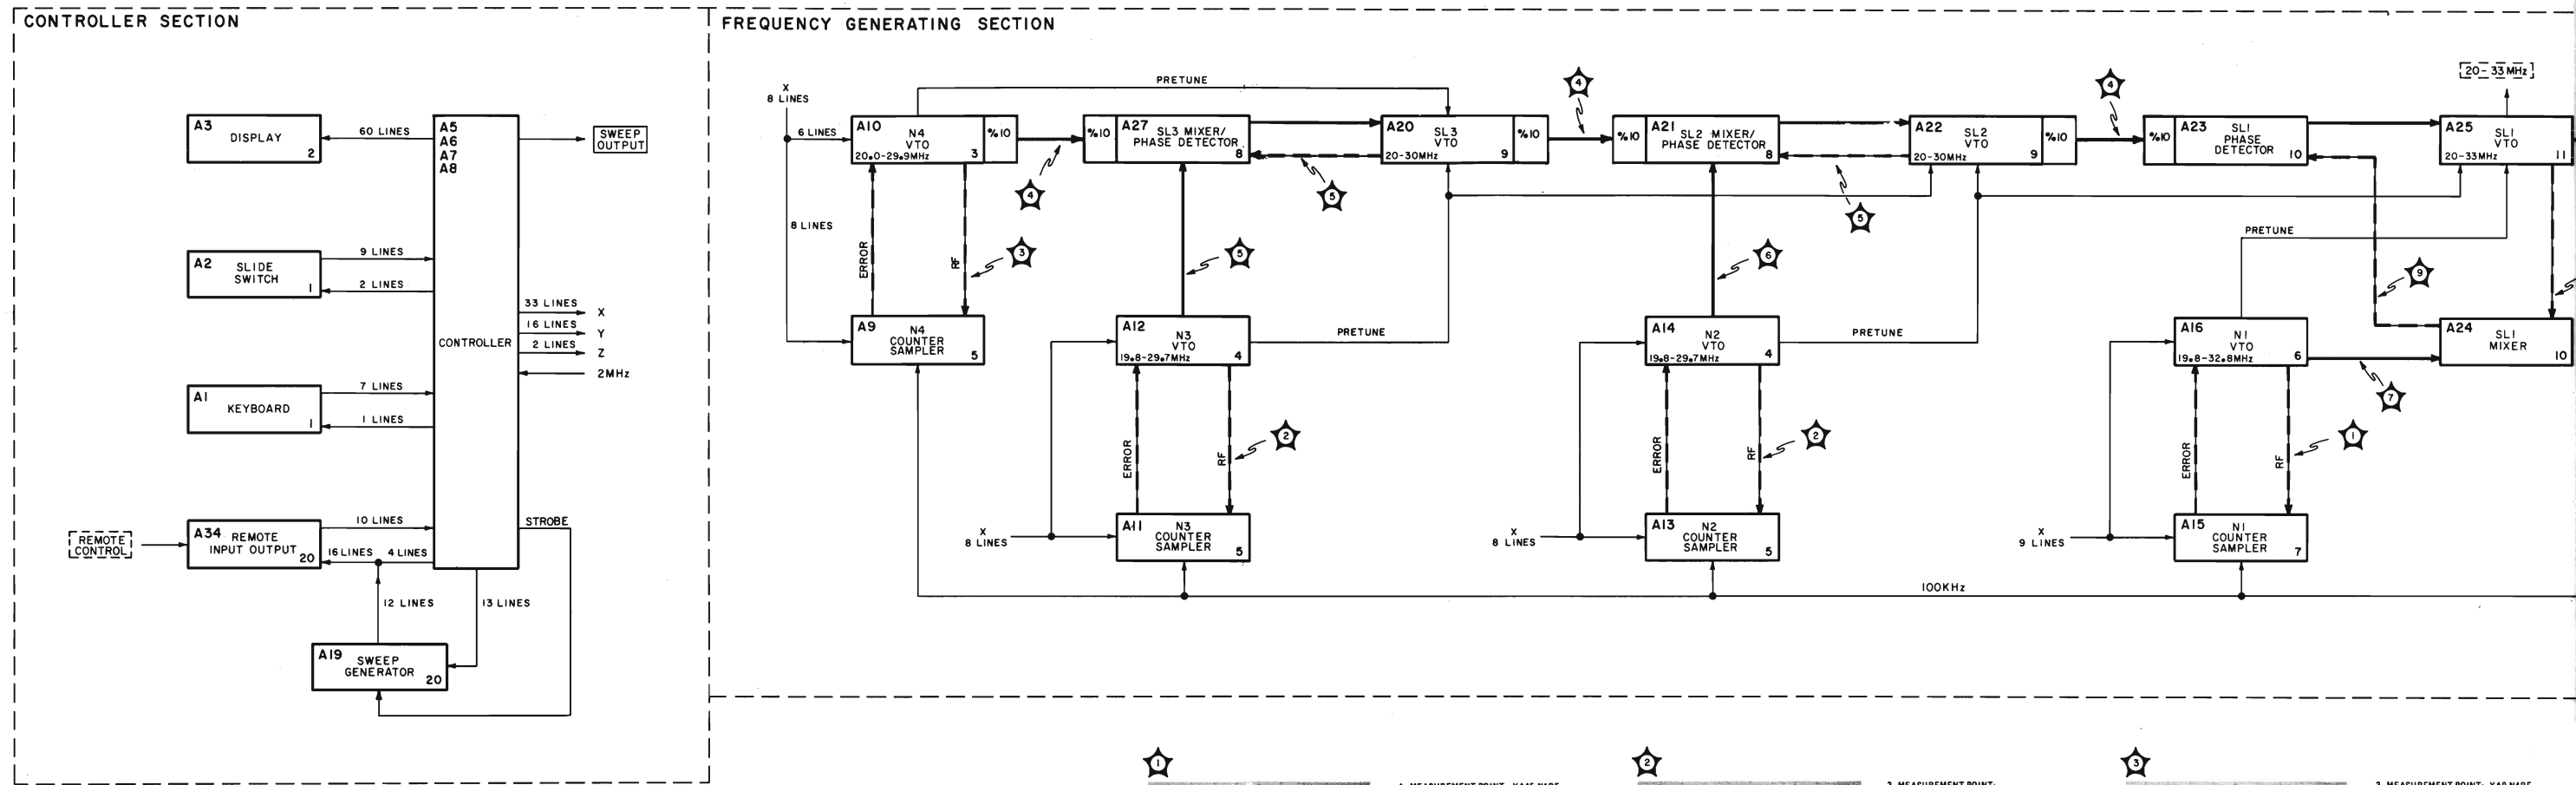 CONTROLLER SECTION
A3
DISPLAY
2
60 LINES
A5
A6
A7
A8
CONTROLLER
SWEEP
OUTPUT
A2
SLIDE
SWITCH
1
9 LINES
2 LINES
33 LINES
X
16 LINES
Y
2 LINES
Z
2MHz
A1
KEYBOARD
1
7 LINES
1 LINES
REMOTE
CONTROL
A34
REMOTE
INPUT OUTPUT
20
10 LINES
16 LINES
4 LINES
STROBE
12 LINES
13 LINES
A19
SWEEP
GENERATOR
20
FREQUENCY GENERATING SECTION
X
8 LINES
6 LINES
8 LINES
PRETUNE
A10
N4
VTO
20.0-29.9MHz
3
%10
4
%10
A27
SL3 MIXER/
PHASE DETECTOR
8
5
A20
SL3
VTO
20-30MHz
9
%10
4
%10
A21
SL2 MIXER/
PHASE DETECTOR
8
5
A22
SL2
VTO
20-30MHz
9
%10
4
%10
A23
SL1
PHASE
DETECTOR
10
20-33MHz
A25
SL1
VTO
20-33MHz
11
ERROR
RF
3
5
6
PRETUNE
9
A9
N4
COUNTER
SAMPLER
5
A12
N3
VTO
19.8-29.7MHz
4
PRETUNE
A14
N2
VTO
19.8-29.7MHz
4
PRETUNE
A16
N1
VTO
19.8-32.8MHz
6
7
A24
SL1
MIXER
10
ERROR
RF
2
ERROR
RF
2
ERROR
RF
1
X
8 LINES
A11
N3
COUNTER
SAMPLER
5
X
8 LINES
A13
N2
COUNTER
SAMPLER
5
X
9 LINES
A15
N1
COUNTER
SAMPLER
7
100KHz
1
2
3